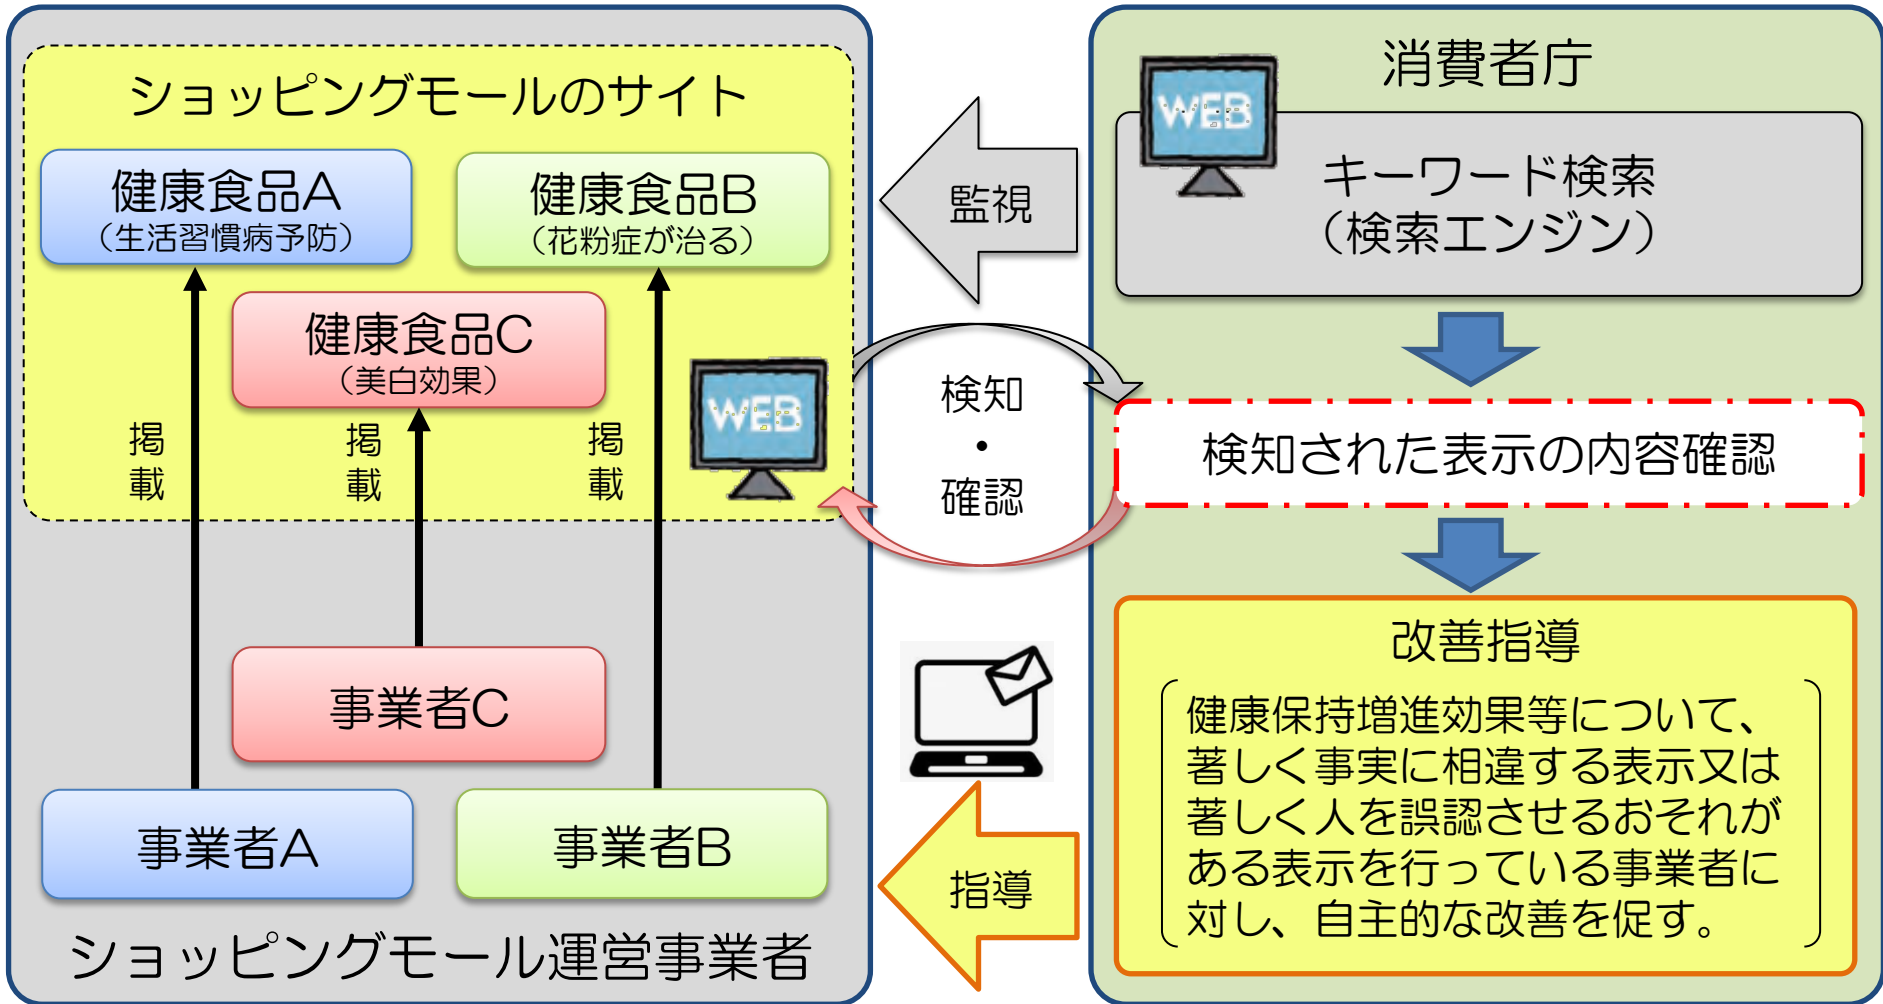 ショッピングモールのサイト
健康食品A
（生活習慣病予防）
健康食品B
（花粉症が治る）
健康食品C
（美白効果）
WEB
掲載
掲載
掲載
事業者C
事業者A
事業者B
ショッピングモール運営事業者
監視
検知
・
確認
指導
消費者庁
WEB
キーワード検索
（検索エンジン）
検知された表示の内容確認
改善指導
健康保持増進効果等について、
著しく事実に相違する表示又は
著しく人を誤認させるおそれが
ある表示を行っている事業者に
対し、自主的な改善を促す。